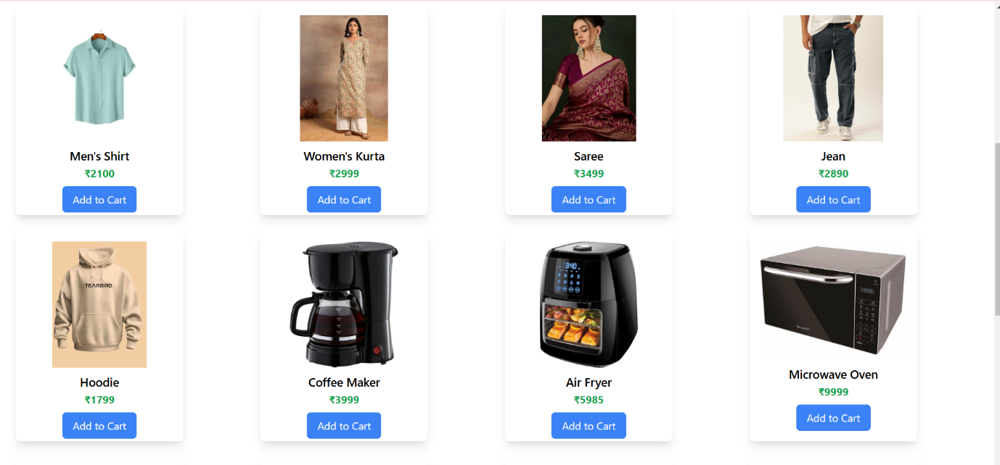 Men's Shirt
₹2100
Add to Cart
Women's Kurta
₹2999
Add to Cart
Saree
₹3499
Add to Cart
Jean
₹2890
Add to Cart
TEARBIRD
Hoodie
₹1799
Add to Cart
Coffee Maker
₹3999
Add to Cart
3:40
Air Fryer
₹5985
Add to Cart
Microwave Oven
₹9999
Add to Cart